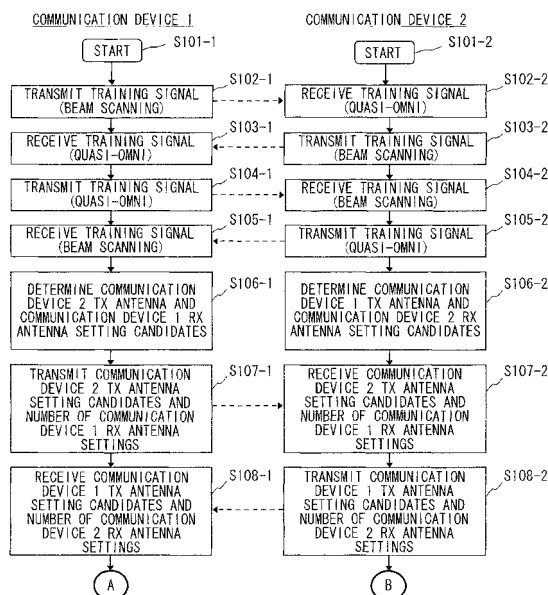 COMMUNICATION DEVICE 1
COMMUNICATION DEVICE 2
START
S101-1
START
S101-2
S102-1
TRANSMIT TRAINING SIGNAL
(BEAM SCANNING)
S102-2
RECEIVE TRAINING SIGNAL
(QUASI-OMNI)
S103-1
RECEIVE TRAINING SIGNAL
(QUASI-OMNI)
S103-2
TRANSMIT TRAINING SIGNAL
(BEAM SCANNING)
S104-1
TRANSMIT TRAINING SIGNAL
(QUASI-OMNI)
S104-2
RECEIVE TRAINING SIGNAL
(BEAM SCANNING)
S105-1
RECEIVE TRAINING SIGNAL
(BEAM SCANNING)
S105-2
TRANSMIT TRAINING SIGNAL
(QUASI-OMNI)
S106-1
DETERMINE COMMUNICATION
DEVICE 2 TX ANTENNA AND
COMMUNICATION DEVICE 1 RX
ANTENNA SETTING CANDIDATES
S106-2
DETERMINE COMMUNICATION
DEVICE 1 TX ANTENNA AND
COMMUNICATION DEVICE 2 RX
ANTENNA SETTING CANDIDATES
S107-1
TRANSMIT COMMUNICATION
DEVICE 2 TX ANTENNA
SETTING CANDIDATES AND
NUMBER OF COMMUNICATION
DEVICE 1 RX ANTENNA
SETTINGS
S107-2
RECEIVE COMMUNICATION
DEVICE 2 TX ANTENNA
SETTING CANDIDATES AND
NUMBER OF COMMUNICATION
DEVICE 1 RX ANTENNA
SETTINGS
S108-1
RECEIVE COMMUNICATION
DEVICE 1 TX ANTENNA
SETTING CANDIDATES AND
NUMBER OF COMMUNICATION
DEVICE 2 RX ANTENNA
SETTINGS
S108-2
TRANSMIT COMMUNICATION
DEVICE 1 TX ANTENNA
SETTING CANDIDATES AND
NUMBER OF COMMUNICATION
DEVICE 2 RX ANTENNA
SETTINGS
A
B